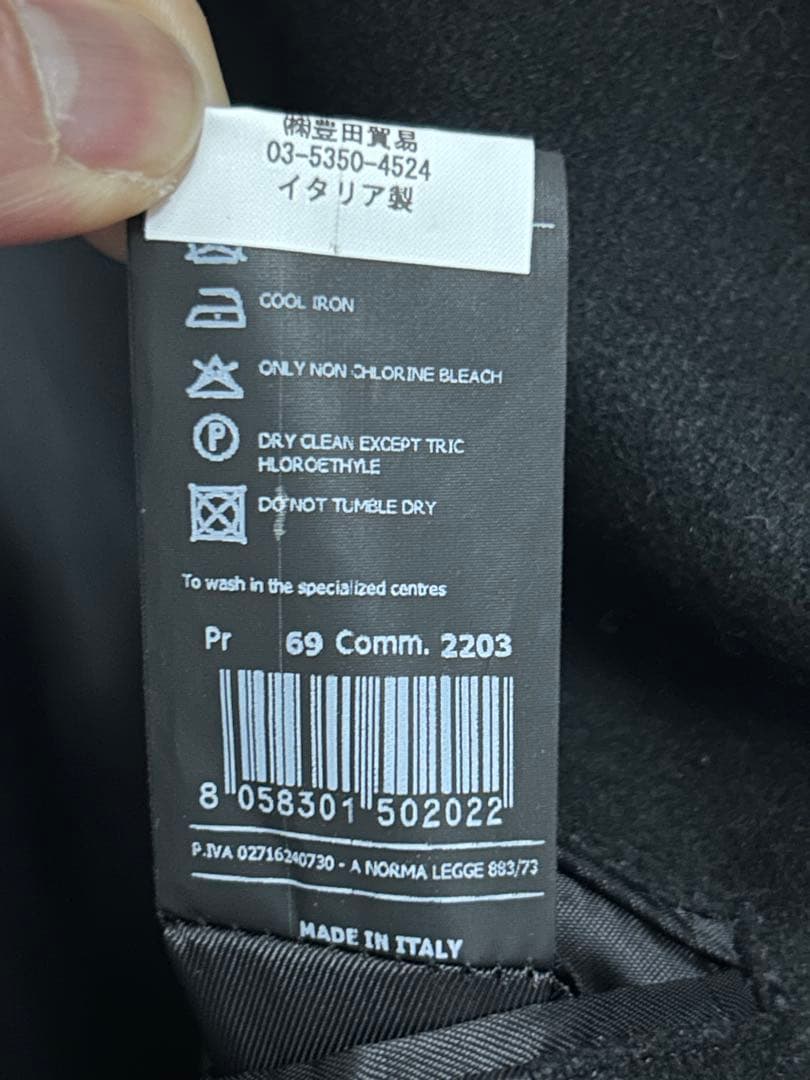 ㈱豊田貿易
03-5350-4524
イタリア製
COOL IRON
ONLY NON CHLORINE BLEACH
P
DRY CLEAN EXCEPT TRIC
HLOROETHYLE
DO NOT TUMBLE DRY
To wash in the specialized centres
Pr 69 Comm. 2203
8 058301 502022
P.IVA 02716240730 - A NORMA LEGGE 883/73
MADE IN ITALY